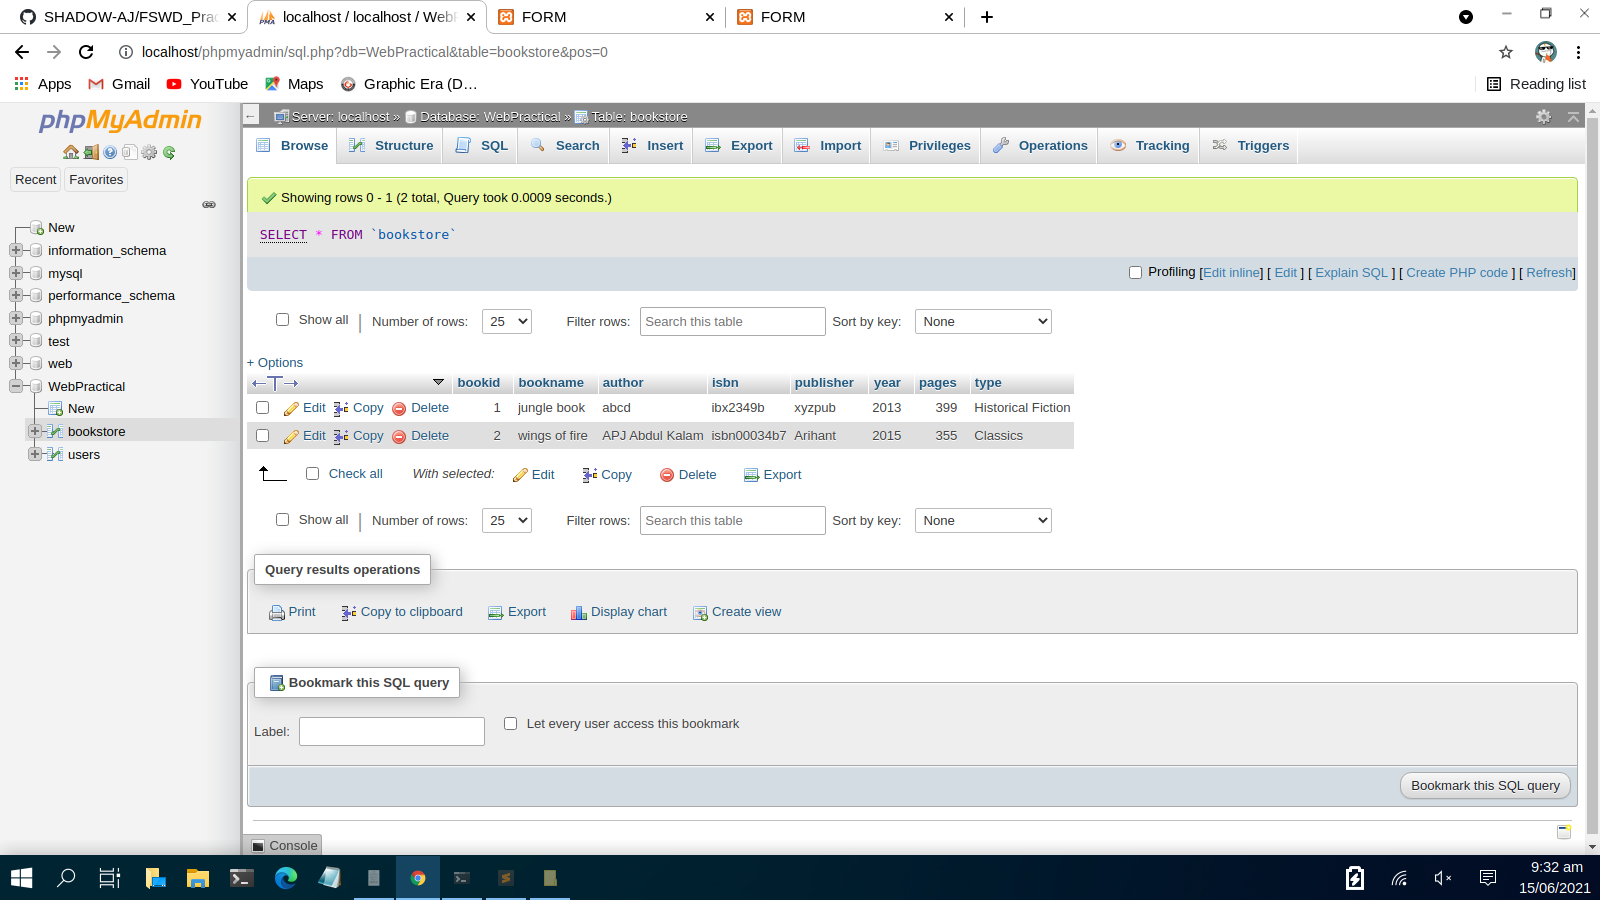 SHADOW-AJ/FSWD_Prac
localhost / localhost / WebP
FORM
FORM
localhost/phpmyadmin/sql.php?db=WebPractical&table=bookstore&pos=0
Apps Gmail YouTube Maps Graphic Era (D... Reading list
phpMyAdmin
Recent Favorites
New
information_schema
mysql
performance_schema
phpmyadmin
test
web
WebPractical
New
bookstore
users
Server: localhost » Database: WebPractical » Table: bookstore
Browse Structure SQL Search Insert Export Import Privileges Operations Tracking Triggers
Showing rows 0 - 1 (2 total, Query took 0.0009 seconds.)
SELECT * FROM `bookstore`
Profiling [Edit inline] [ Edit ] [ Explain SQL ] [ Create PHP code ] [ Refresh]
Show all | Number of rows: 25 Filter rows: Search this table Sort by key: None
+ Options
←T→ bookid bookname author isbn publisher year pages type
Edit Copy Delete 1 jungle book abcd ibx2349b xyzpub 2013 399 Historical Fiction
Edit Copy Delete 2 wings of fire APJ Abdul Kalam isbn00034b7 Arihant 2015 355 Classics
Check all With selected: Edit Copy Delete Export
Show all | Number of rows: 25 Filter rows: Search this table Sort by key: None
Query results operations
Print Copy to clipboard Export Display chart Create view
Bookmark this SQL query
Label: Let every user access this bookmark
Bookmark this SQL query
Console
9:32 am
15/06/2021